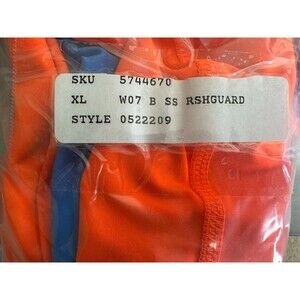 SKU 5744670
XL W07 B SS RSHGUARD
STYLE 0522209